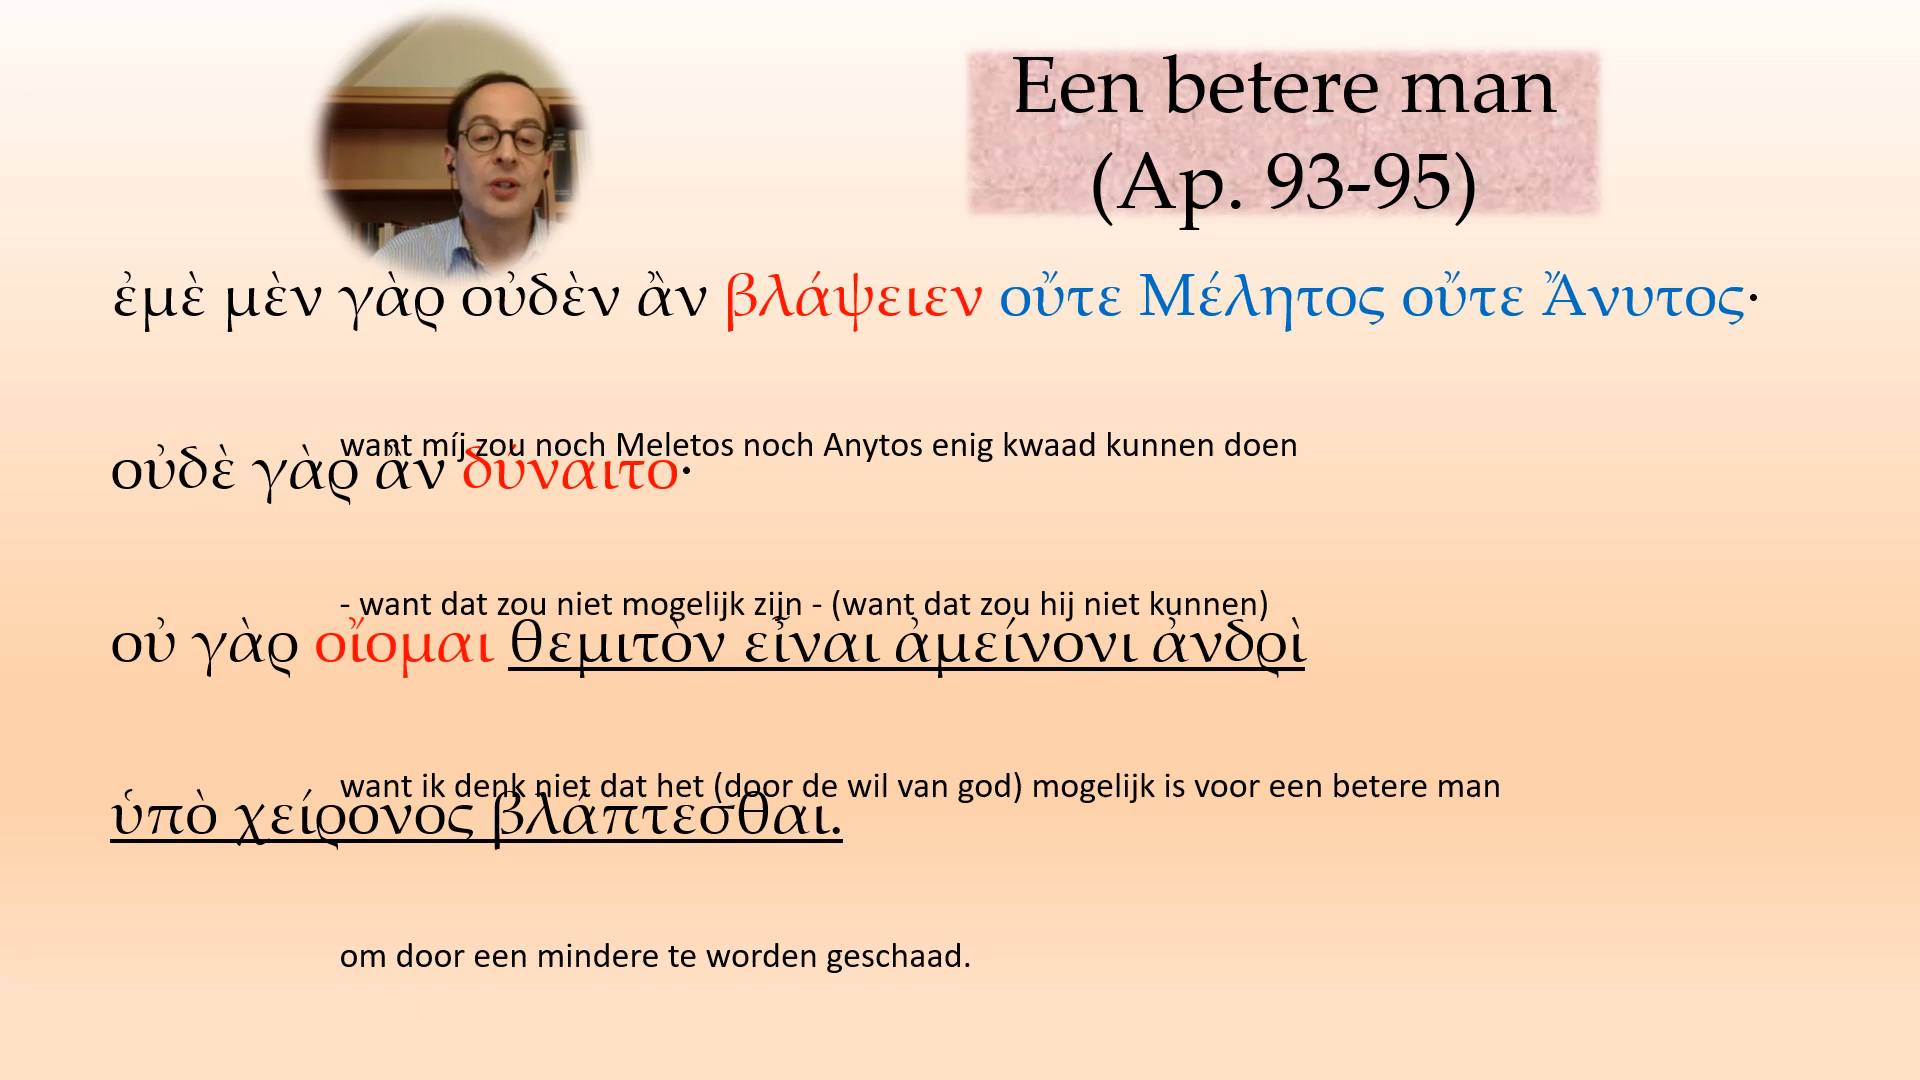 Een betere man
(Ap. 93-95)
ἐμὲ μὲν γὰρ οὐδὲν ἂν βλάψειεν οὔτε Μέλητος οὔτε Ἄνυτος·
want míj zou noch Meletos noch Anytos enig kwaad kunnen doen
οὐδὲ γὰρ ἂν δύναιτο·
- want dat zou niet mogelijk zijn - (want dat zou hij niet kunnen)
οὐ γὰρ οἴομαι θεμιτὸν εἶναι ἀμείνονι ἀνδρὶ
want ik denk niet dat het (door de wil van god) mogelijk is voor een betere man
ὑπὸ χείρονος βλάπτεσθαι.
om door een mindere te worden geschaad.